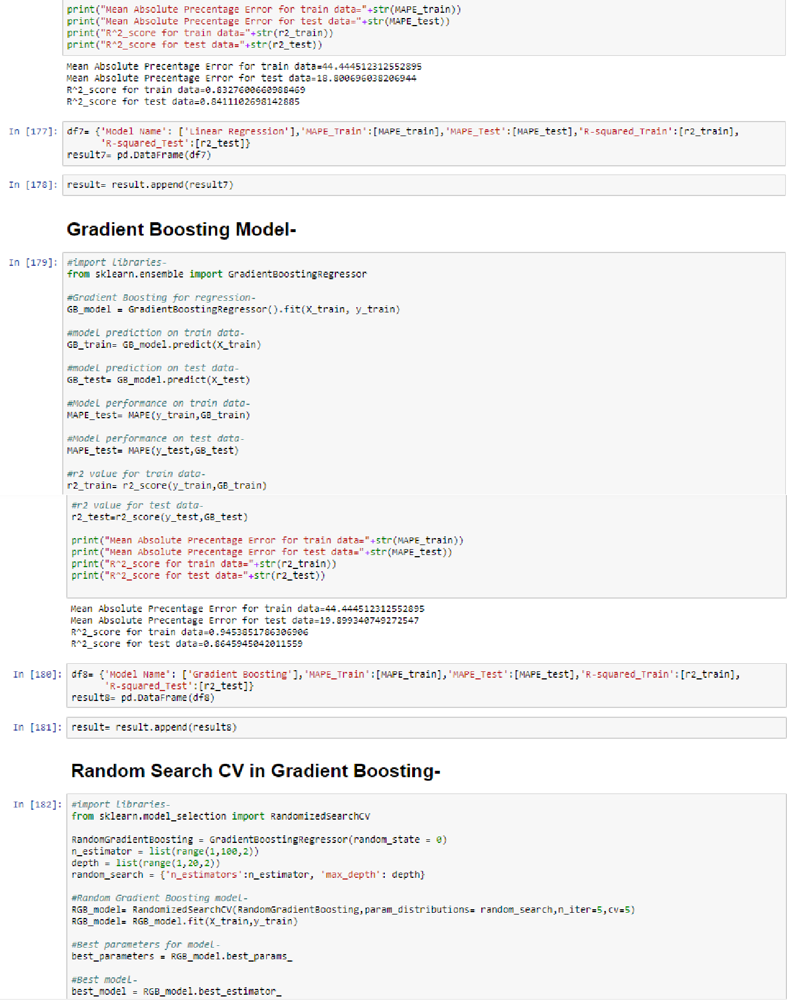 print("Mean Absolute Precentage Error for train data="+str(MAPE_train))
print("Mean Absolute Precentage Error for test data="+str(MAPE_test))
print("R^2_score for train data="+str(r2_train))
print("R^2_score for test data="+str(r2_test))
Mean Absolute Precentage Error for train data=44.444512312552895
Mean Absolute Precentage Error for test data=18.800696038206944
R^2_score for train data=0.8327600660988469
R^2_score for test data=0.8411102698142885
In [177]: df7= {'Model Name': ['Linear Regression'],'MAPE_Train':[MAPE_train],'MAPE_Test':[MAPE_test],'R-squared_Train':[r2_train],
'R-squared_Test':[r2_test]}
result7= pd.DataFrame(df7)
In [178]: result= result.append(result7)
Gradient Boosting Model-
In [179]: #import libraries-
from sklearn.ensemble import GradientBoostingRegressor
#Gradient Boosting for regression-
GB_model = GradientBoostingRegressor().fit(X_train, y_train)
#model prediction on train data-
GB_train= GB_model.predict(X_train)
#model prediction on test data-
GB_test= GB_model.predict(X_test)
#Model performance on train data-
MAPE_test= MAPE(y_train,GB_train)
#Model performance on test data-
MAPE_test= MAPE(y_test,GB_test)
#r2 value for train data-
r2_train= r2_score(y_train,GB_train)
#r2 value for test data-
r2_test=r2_score(y_test,GB_test)
print("Mean Absolute Precentage Error for train data="+str(MAPE_train))
print("Mean Absolute Precentage Error for test data="+str(MAPE_test))
print("R^2_score for train data="+str(r2_train))
print("R^2_score for test data="+str(r2_test))
Mean Absolute Precentage Error for train data=44.444512312552895
Mean Absolute Precentage Error for test data=19.899340749272547
R^2_score for train data=0.9453851786306906
R^2_score for test data=0.8645945042011559
In [180]: df8= {'Model Name': ['Gradient Boosting'],'MAPE_Train':[MAPE_train],'MAPE_Test':[MAPE_test],'R-squared_Train':[r2_train],
'R-squared_Test':[r2_test]}
result8= pd.DataFrame(df8)
In [181]: result= result.append(result8)
Random Search CV in Gradient Boosting-
In [182]: #import libraries-
from sklearn.model_selection import RandomizedSearchCV
RandomGradientBoosting = GradientBoostingRegressor(random_state = 0)
n_estimator = list(range(1,100,2))
depth = list(range(1,20,2))
random_search = {'n_estimators':n_estimator, 'max_depth': depth}
#Random Gradient Boosting model-
RGB_model= RandomizedSearchCV(RandomGradientBoosting,param_distributions= random_search,n_iter=5,cv=5)
RGB_model= RGB_model.fit(X_train,y_train)
#Best parameters for model-
best_parameters = RGB_model.best_params_
#Best model-
best_model = RGB_model.best_estimator_